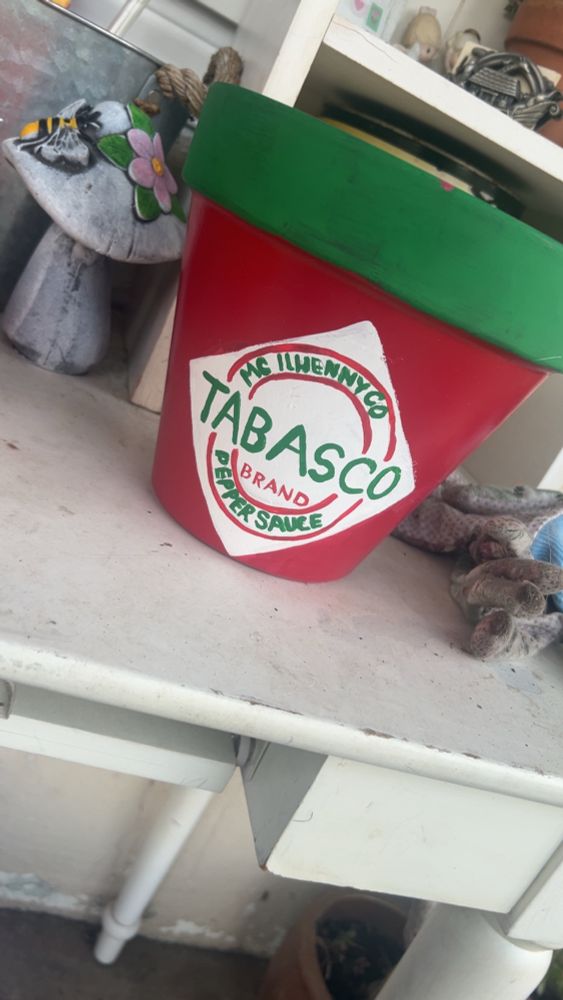 MC ILHENNY CO
TABASCO
BRAND
PEPPER SAUCE